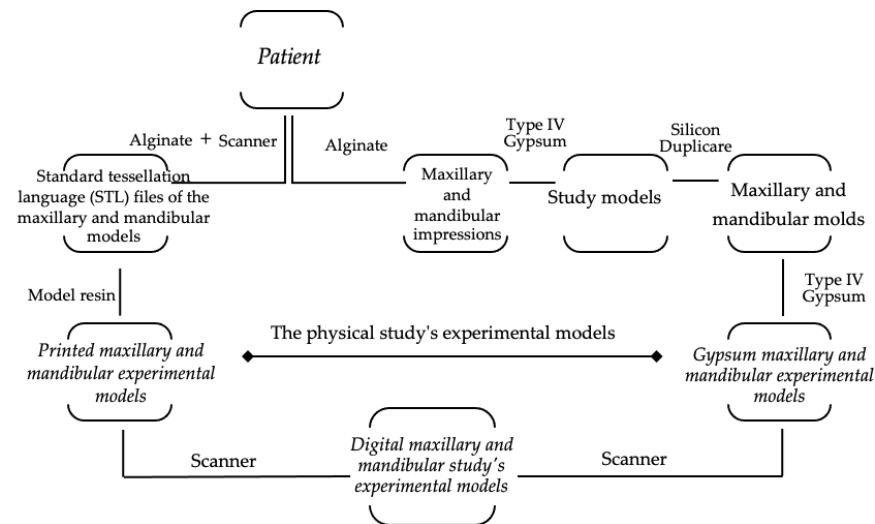 Patient
Alginate + Scanner
Alginate
Type IV
Gypsum
Silicon
Duplicare
Standard tessellation
language (STL) files of the
maxillary and mandibular
models
Maxillary
and
mandibular
impressions
Study models
Maxillary and
mandibular molds
Model resin
Type IV
Gypsum
The physical study's experimental models
Printed maxillary and
mandibular experimental
models
Gypsum maxillary and
mandibular experimental
models
Scanner
Digital maxillary and
mandibular study's
experimental models
Scanner